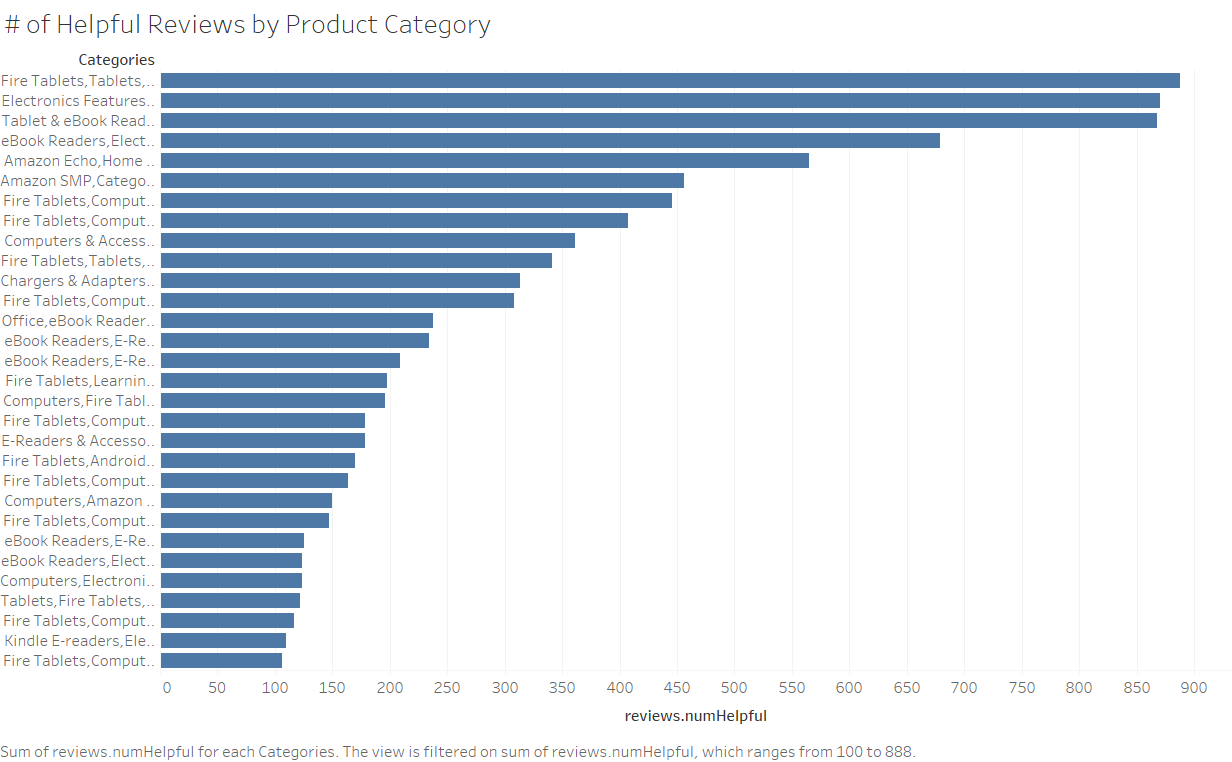 # of Helpful Reviews by Product Category
Categories
Fire Tablets,Tablets,..
Electronics Features..
Tablet & eBook Read..
eBook Readers,Elect..
Amazon Echo,Home ..
Amazon SMP,Catego..
Fire Tablets,Comput..
Fire Tablets,Comput..
Computers & Access..
Fire Tablets,Tablets,..
Chargers & Adapters..
Fire Tablets,Comput..
Office,eBook Reader..
eBook Readers,E-Re..
eBook Readers,E-Re..
Fire Tablets,Learnin..
Computers,Fire Tabl..
Fire Tablets,Comput..
E-Readers & Accesso..
Fire Tablets,Android..
Fire Tablets,Comput..
Computers,Amazon ..
Fire Tablets,Comput..
eBook Readers,E-Re..
eBook Readers,Elect..
Computers,Electroni..
Tablets,Fire Tablets,..
Fire Tablets,Comput..
Kindle E-readers,Ele..
Fire Tablets,Comput..
0 50 100 150 200 250 300 350 400 450 500 550 600 650 700 750 800 850 900
reviews.numHelpful
Sum of reviews.numHelpful for each Categories. The view is filtered on sum of reviews.numHelpful, which ranges from 100 to 888.